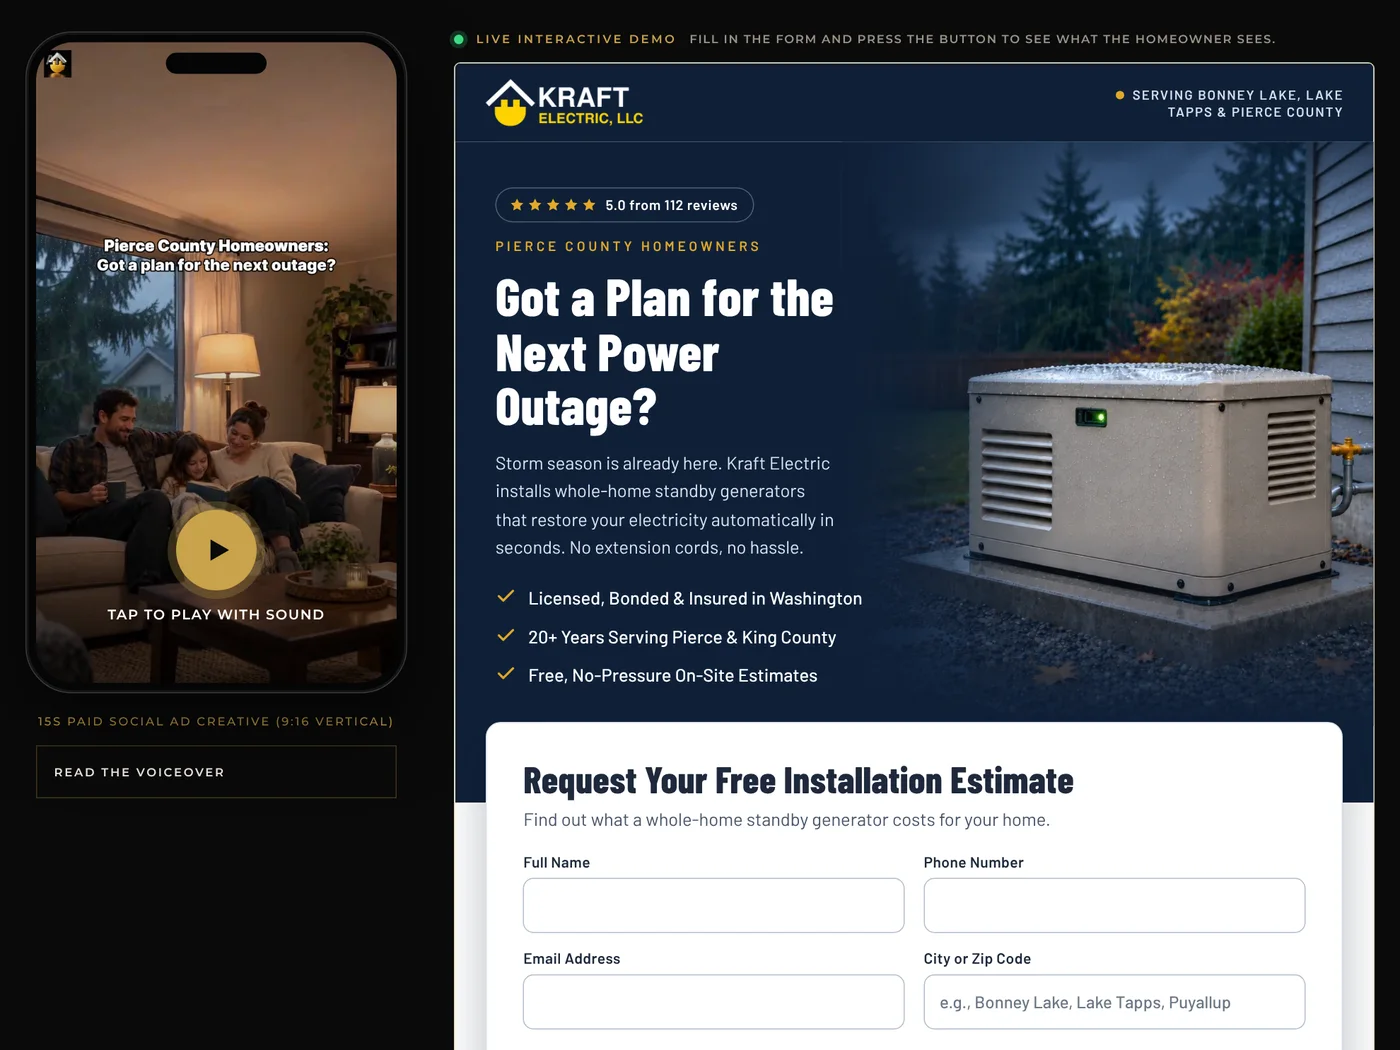 Pierce County Homeowners:
Got a plan for the next outage?
TAP TO PLAY WITH SOUND
15S PAID SOCIAL AD CREATIVE (9:16 VERTICAL)
READ THE VOICEOVER
LIVE INTERACTIVE DEMO FILL IN THE FORM AND PRESS THE BUTTON TO SEE WHAT THE HOMEOWNER SEES.
KRAFT
ELECTRIC, LLC
SERVING BONNEY LAKE, LAKE
TAPPS & PIERCE COUNTY
5.0 from 112 reviews
PIERCE COUNTY HOMEOWNERS
Got a Plan for the
Next Power
Outage?
Storm season is already here. Kraft Electric
installs whole-home standby generators
that restore your electricity automatically in
seconds. No extension cords, no hassle.
Licensed, Bonded & Insured in Washington
20+ Years Serving Pierce & King County
Free, No-Pressure On-Site Estimates
Request Your Free Installation Estimate
Find out what a whole-home standby generator costs for your home.
Full Name
Phone Number
Email Address
City or Zip Code
e.g., Bonney Lake, Lake Tapps, Puyallup